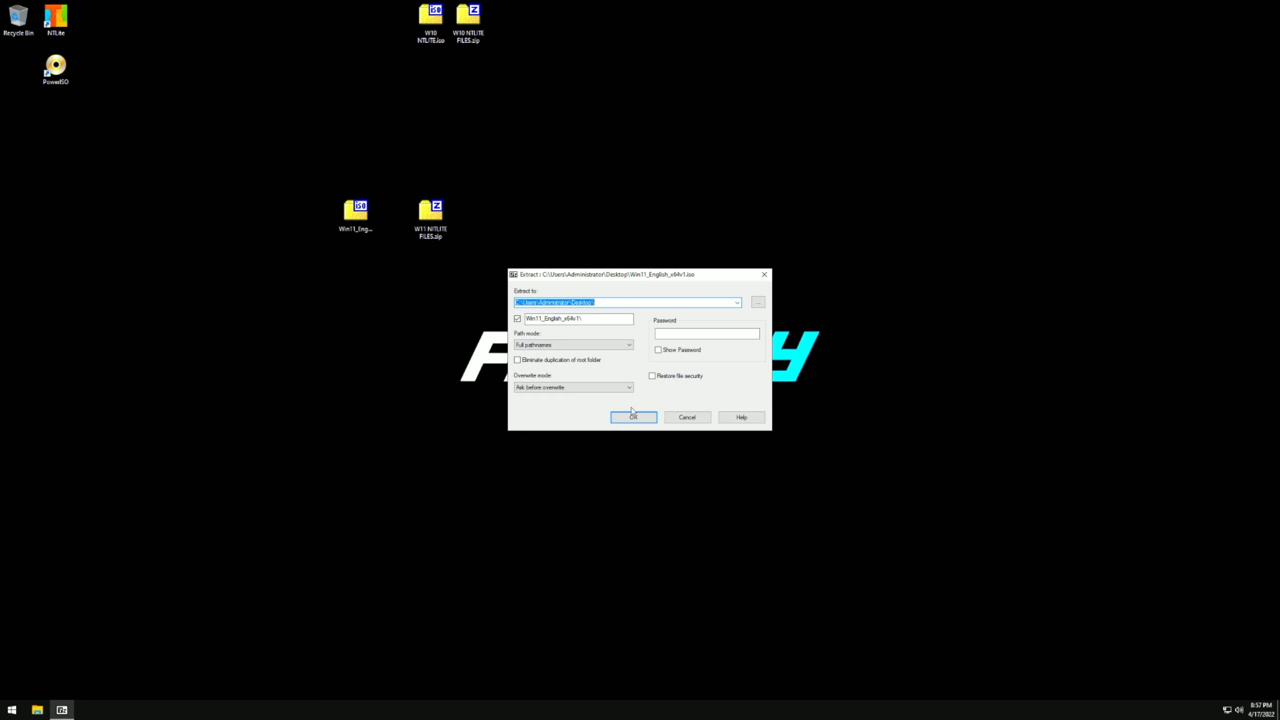 Recycle Bin
NTLite
PowerISO
W10
NTLITE.iso
W10 NTLITE
FILES.zip
Win11_Eng...
W11 NTLITE
FILES.zip
Extract : C:\Users\Administrator\Desktop\Win11_English_x64v1.iso
Extract to:
C:\Users\Administrator\Desktop\
...
Win11_English_x64v1\
Password
Path mode:
Full pathnames
Show Password
Eliminate duplication of root folder
Overwrite mode:
Restore file security
Ask before overwrite
OK
Cancel
Help
8:57 PM
4/17/2022